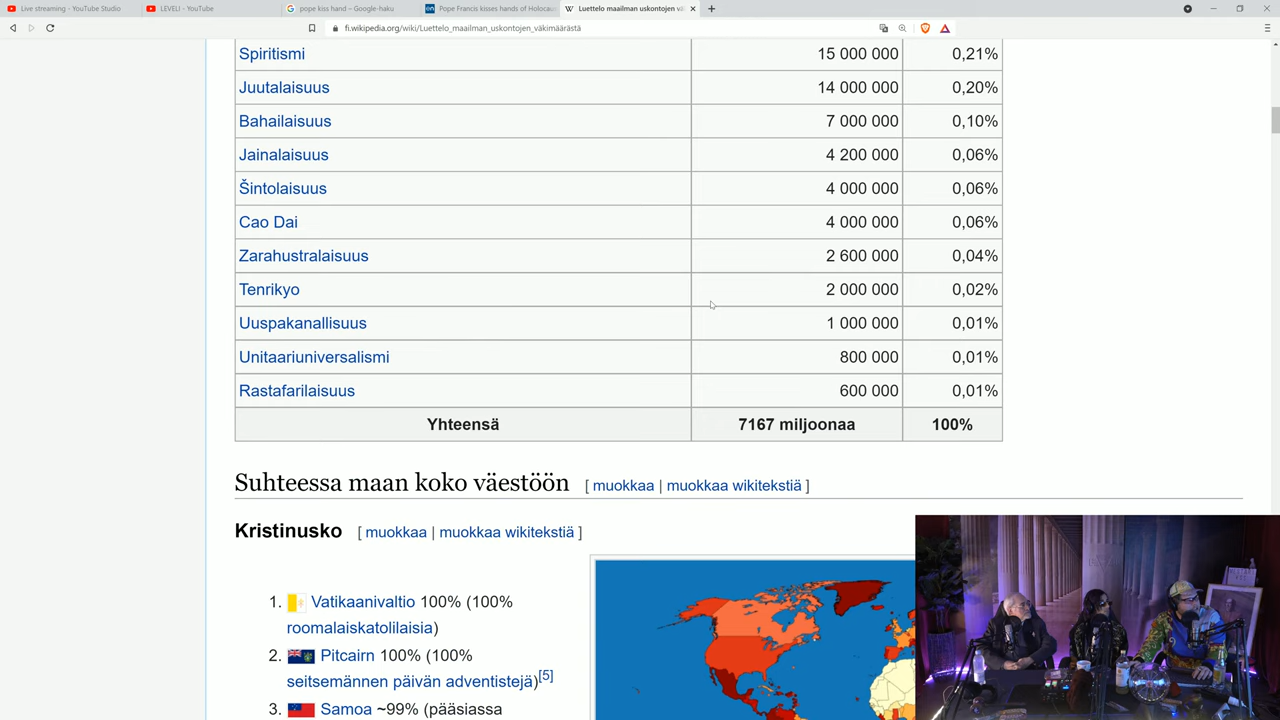 Live streaming - YouTube Studio
LEVELI - YouTube
pope kiss hand – Google-haku
Pope Francis kisses hands of Holocau
Luettelo maailman uskontojen vä
fi.wikipedia.org/wiki/Luettelo_maailman_uskontojen_väkimäärästä
Spiritismi 15 000 000 0,21%
Juutalaisuus 14 000 000 0,20%
Bahailaisuus 7 000 000 0,10%
Jainalaisuus 4 200 000 0,06%
Šintolaisuus 4 000 000 0,06%
Cao Dai 4 000 000 0,06%
Zarahustralaisuus 2 600 000 0,04%
Tenrikyo 2 000 000 0,02%
Uuspakanallisuus 1 000 000 0,01%
Unitaariuniversalismi 800 000 0,01%
Rastafarilaisuus 600 000 0,01%
Yhteensä 7167 miljoonaa 100%
Suhteessa maan koko väestöön [ muokkaa | muokkaa wikitekstiä ]
Kristinusko [ muokkaa | muokkaa wikitekstiä ]
1. Vatikaanivaltio 100% (100%
roomalaiskatolilaisia)
2. Pitcairn 100% (100%
seitsemännen päivän adventistejä)[5]
3. Samoa ~99% (pääsiassa